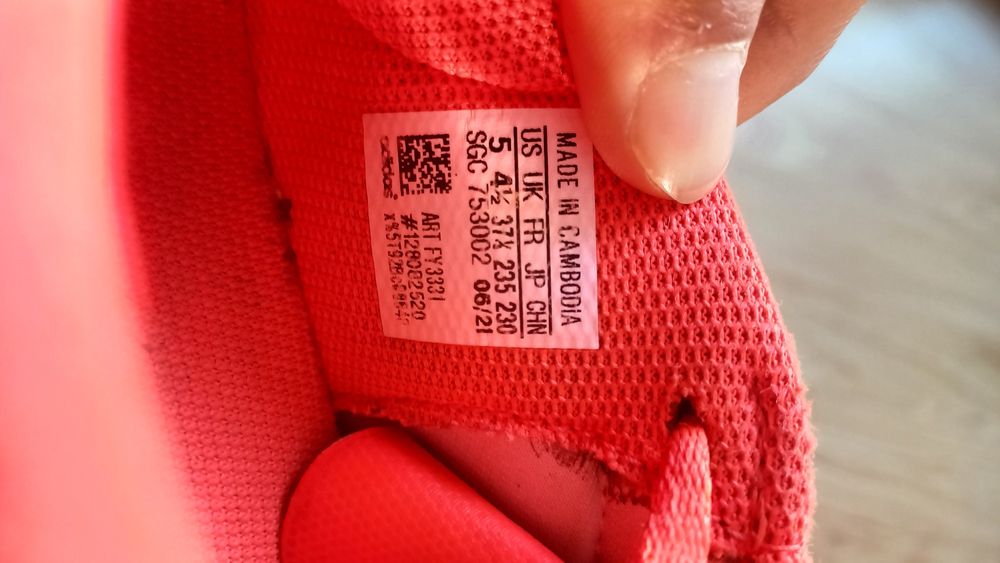 MADE IN CAMBODIA
US UK FR JP CHN
5 4½ 37⅓ 235 230
SGC 753002 06/21
ART FY3331
#1280D2520
adidas